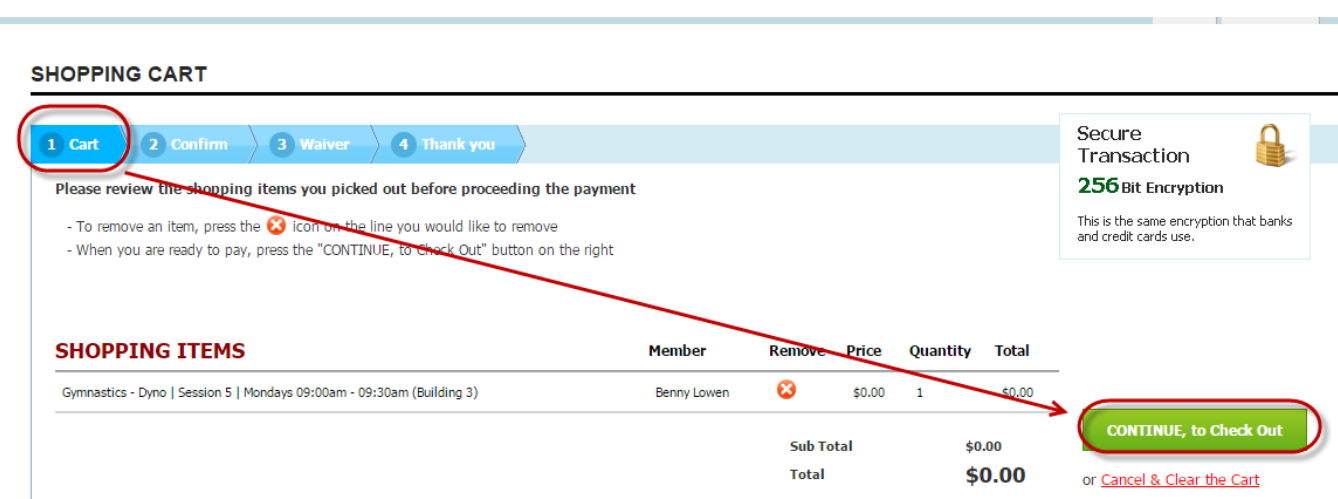 SHOPPING CART
1 Cart 2 Confirm 3 Waiver 4 Thank you
Secure
Transaction
256 Bit Encryption
This is the same encryption that banks
and credit cards use.
Please review the shopping items you picked out before proceeding the payment
- To remove an item, press the icon on the line you would like to remove
- When you are ready to pay, press the "CONTINUE, to Check Out" button on the right
SHOPPING ITEMS Member Remove Price Quantity Total
Gymnastics - Dyno | Session 5 | Mondays 09:00am - 09:30am (Building 3) Benny Lowen $0.00 1 $0.00
Sub Total $0.00
Total $0.00
CONTINUE, to Check Out
or Cancel & Clear the Cart